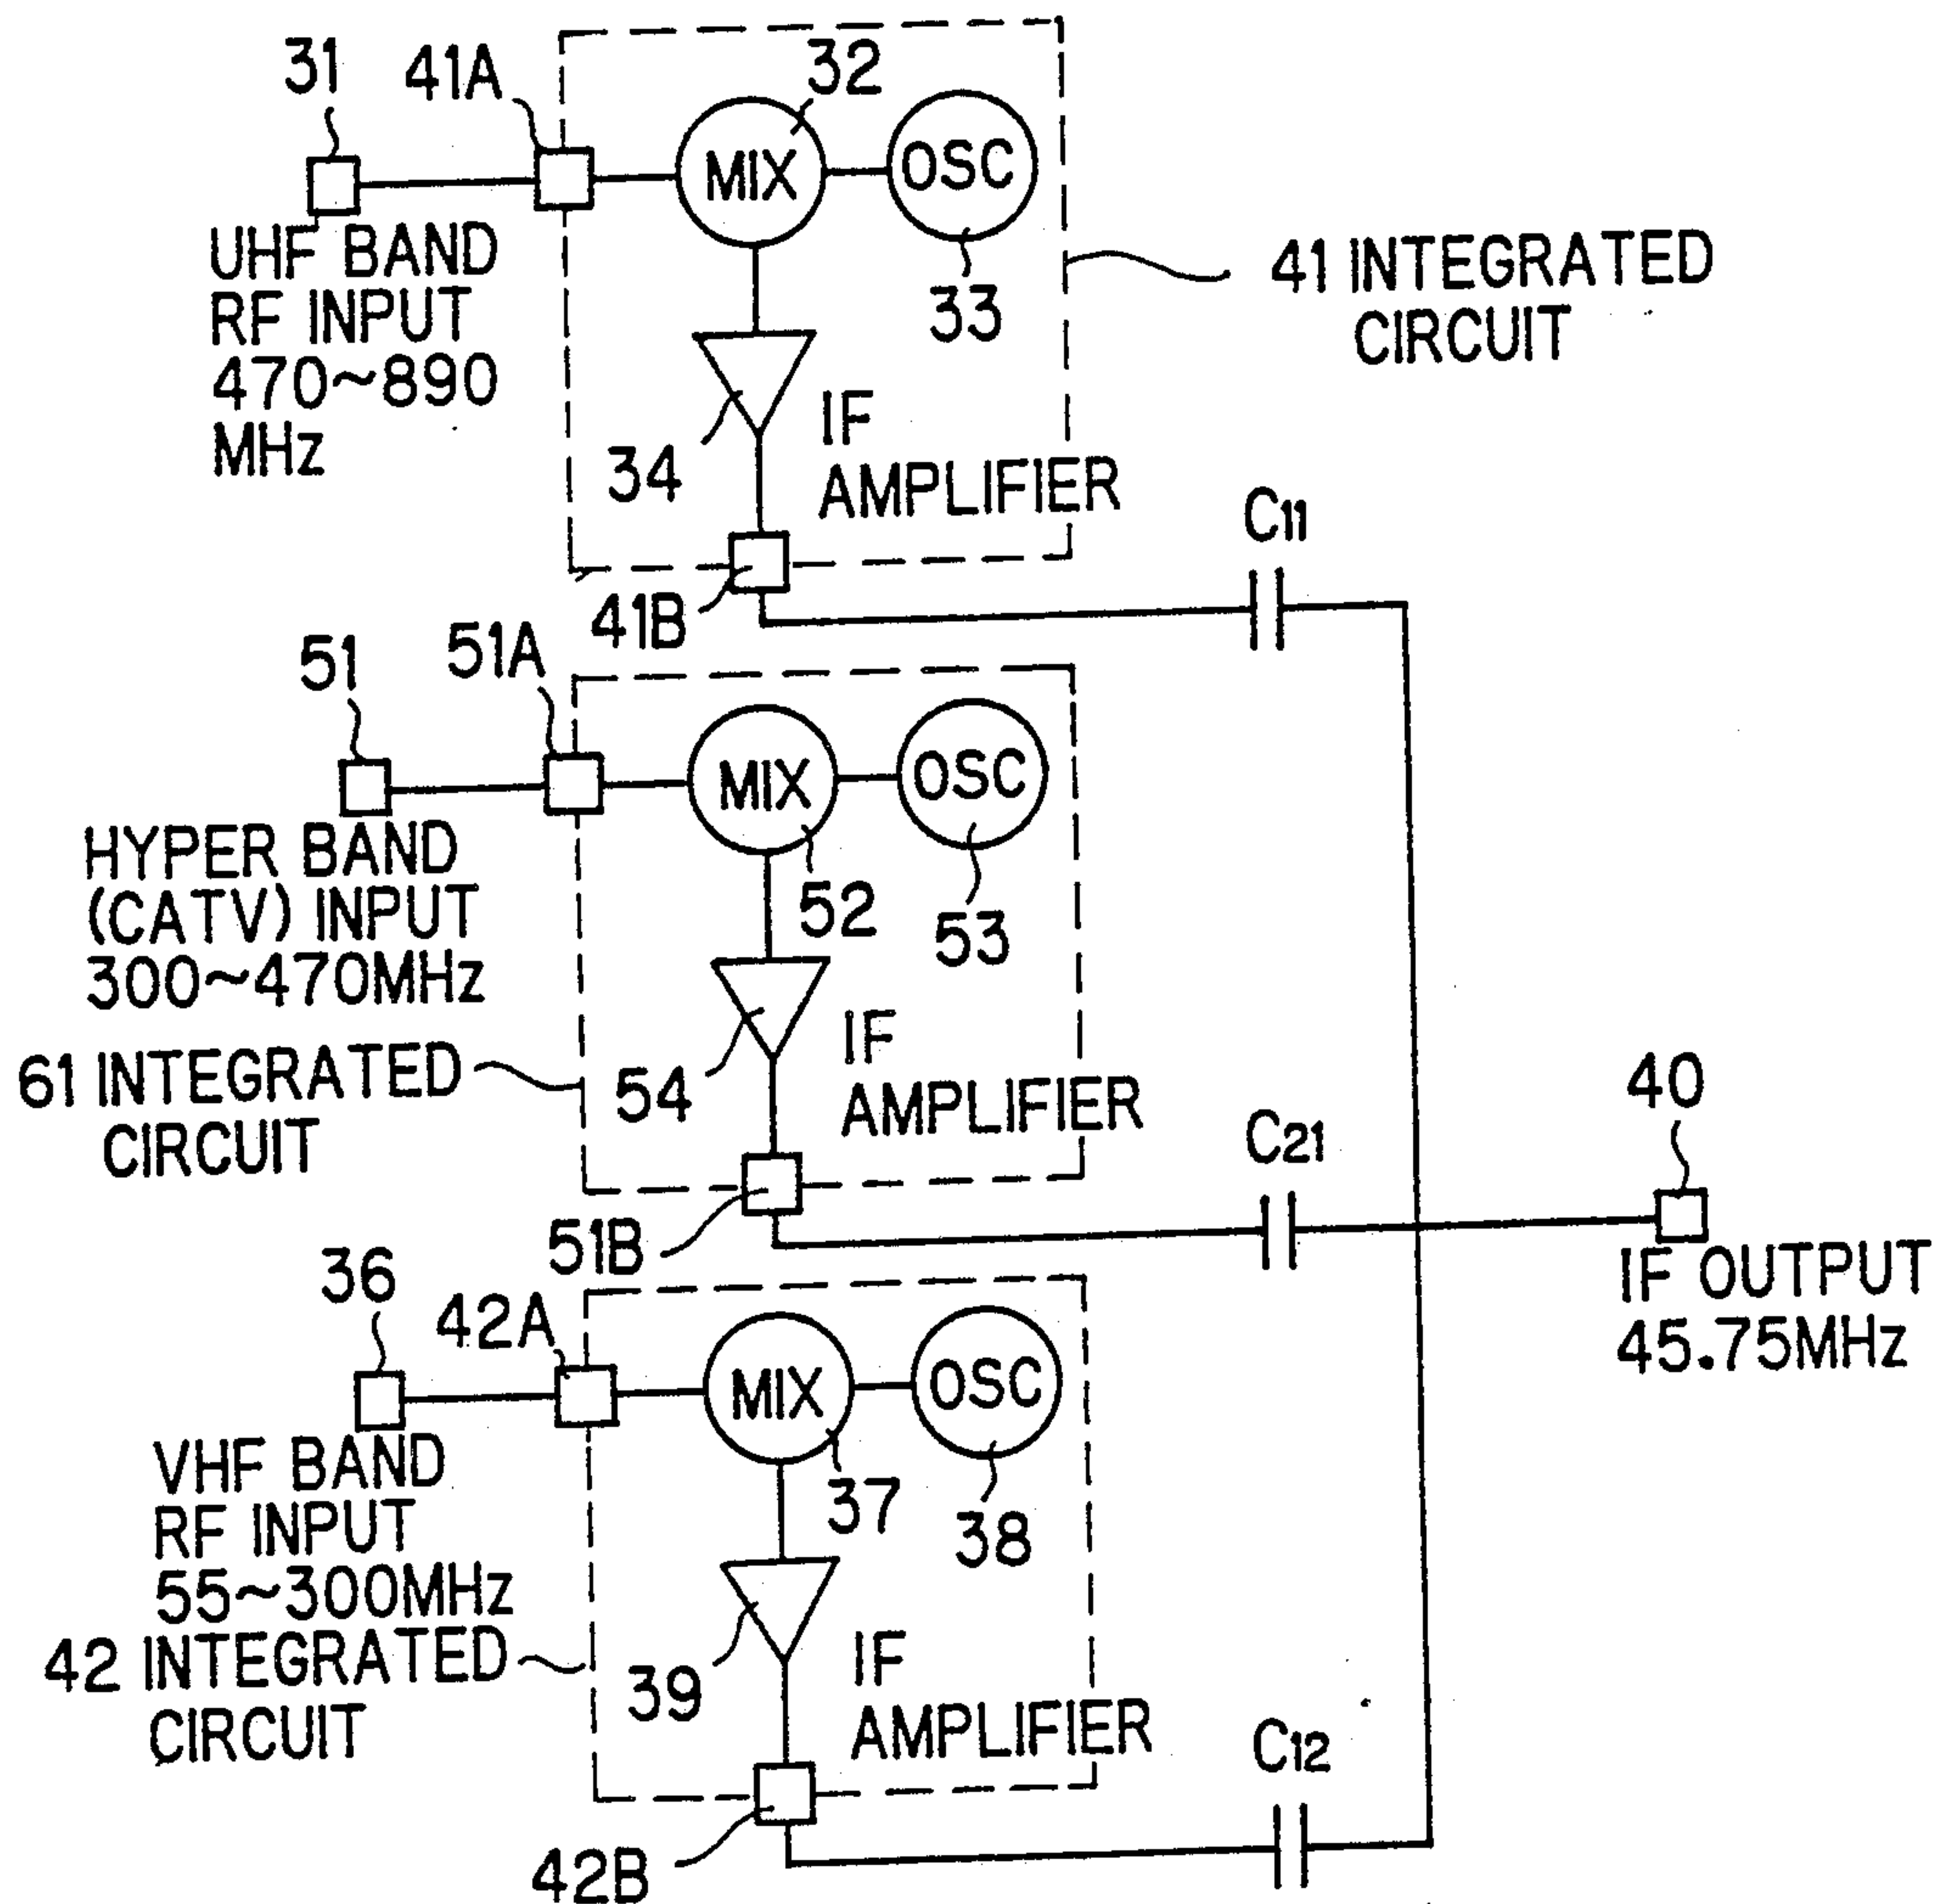 31
41A
32
MIX
OSC
UHF BAND
RF INPUT
470~890
MHz
33
41 INTEGRATED
CIRCUIT
34
IF
AMPLIFIER
C11
41B
51
51A
MIX
OSC
HYPER BAND
(CATV) INPUT
300~470MHz
52
53
61 INTEGRATED
CIRCUIT
54
IF
AMPLIFIER
C21
40
51B
IF OUTPUT
45.75MHz
36
42A
MIX
OSC
VHF BAND
RF INPUT
55~300MHz
37
38
42 INTEGRATED
CIRCUIT
39
IF
AMPLIFIER
C12
42B